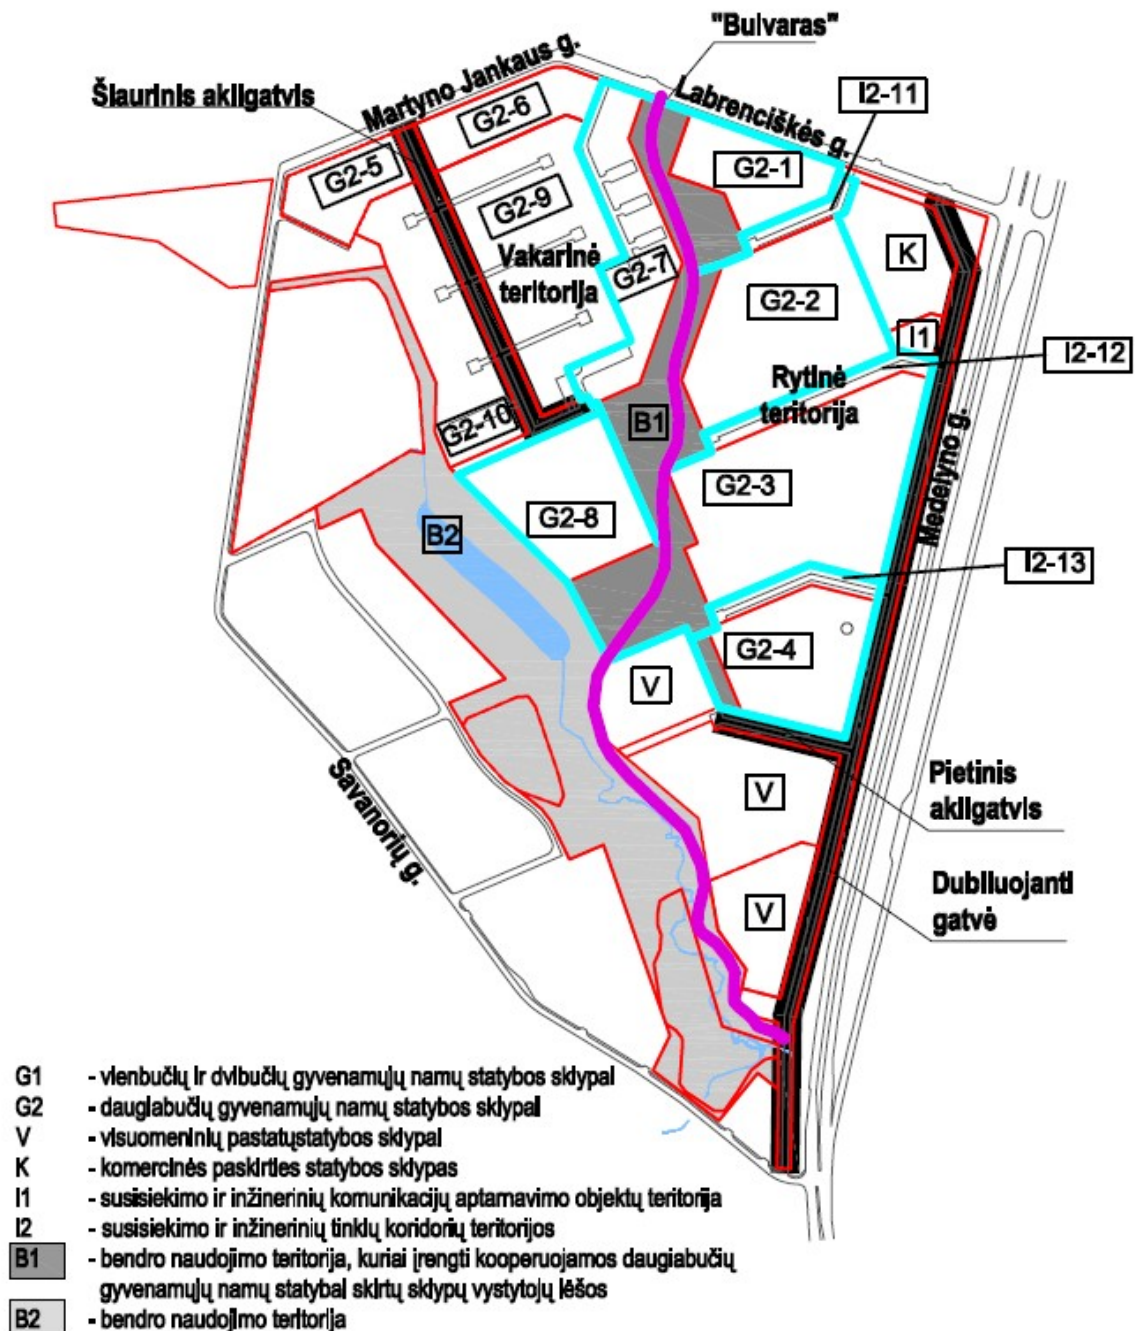 "Bulvaras"
Martyno Jankaus g.
Šiaurinis akligatvis
Labrenciškės g.
I2-11
G2-6
G2-5
G2-1
G2-9
Vakarinė
teritorija
K
G2-7
G2-2
I1
I2-12
Rytinė
teritorija
G2-10
B1
Medelyno g.
G2-3
G2-8
B2
I2-13
G2-4
V
Savanorių g.
Pietinis
akligatvis
V
Dubliuojanti
gatvė
V
G1 - vienbučių ir dvibučių gyvenamųjų namų statybos sklypai
G2 - daugiabučių gyvenamųjų namų statybos sklypai
V - visuomeninių pastatųstatybos sklypai
K - komercinės paskirties statybos sklypas
I1 - susisiekimo ir inžinerinių komunikacijų aptarnavimo objektų teritorija
I2 - susisiekimo ir inžinerinių tinklų koridorių teritorijos
B1 - bendro naudojimo teritorija, kuriai įrengti kooperuojamos daugiabučių
gyvenamųjų namų statybai skirtų sklypų vystytojų lėšos
B2 - bendro naudojimo teritorija